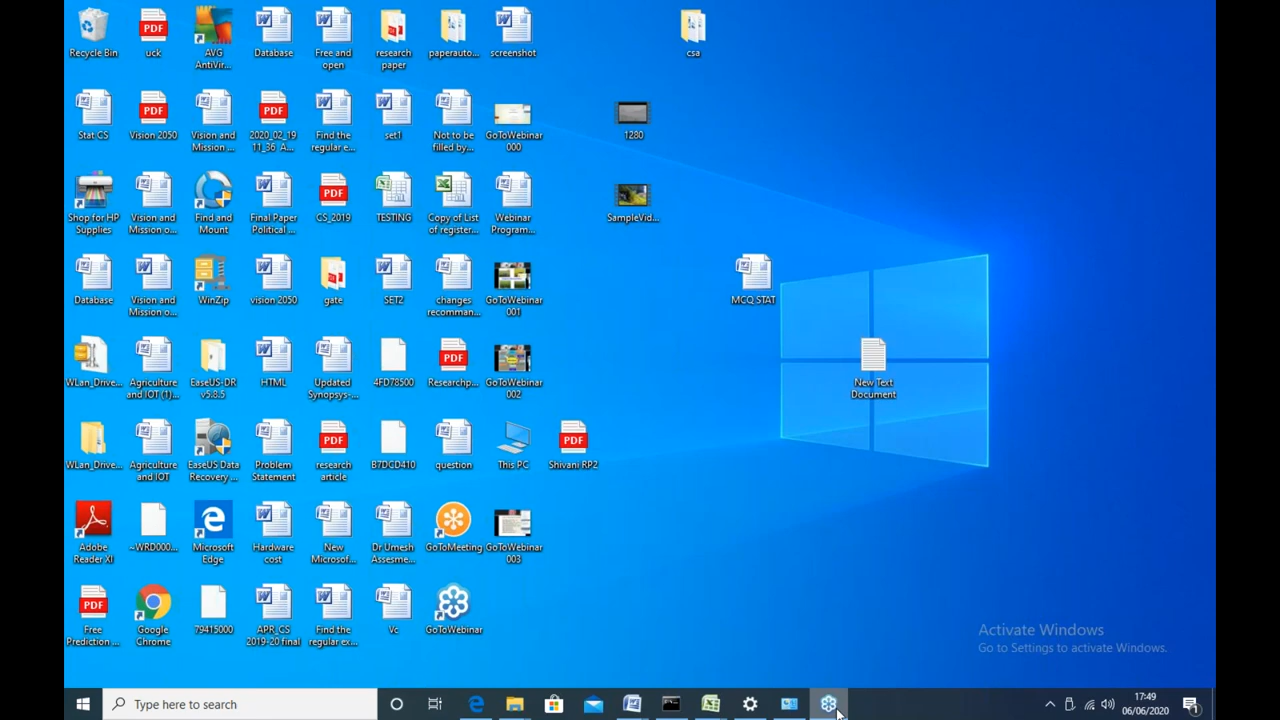 Recycle Bin
uck
AVG
AntiVir...
Database
Free and
open
research
paper
paperauto...
screenshot
csa
Stat CS
Vision 2050
Vision and
Mission ...
2020_02_19
11_36_A...
Find the
regular e...
set1
Not to be
filled by...
GoToWebinar
000
1280
Shop for HP
Supplies
Vision and
Mission o...
Find and
Mount
Final Paper
Political ...
CS_2019
TESTING
Copy of List
of register...
Webinar
Program...
SampleVid...
Database
Vision and
Mission o...
WinZip
vision 2050
gate
SET2
changes
recomman...
GoToWebinar
001
MCQ STAT
WLan_Drive...
Agriculture
and IOT (1)...
EaseUS-DR
v5.8.5
HTML
Updated
Synopsys-...
4FD78500
Researchp...
GoToWebinar
002
New Text
Document
WLan_Drive...
Agriculture
and IOT
EaseUS Data
Recovery ...
Problem
Statement
research
article
B7DGD410
question
This PC
Shivani RP2
Adobe
Reader XI
~WRD000...
Microsoft
Edge
Hardware
cost
New
Microsof...
Dr Umesh
Assesme...
GoToMeeting
GoToWebinar
003
Free
Prediction ...
Google
Chrome
79415000
APR_CS
2019-20 final
Find the
regular ex...
Vc
GoToWebinar
Activate Windows
Go to Settings to activate Windows.
Type here to search
17:49
06/06/2020